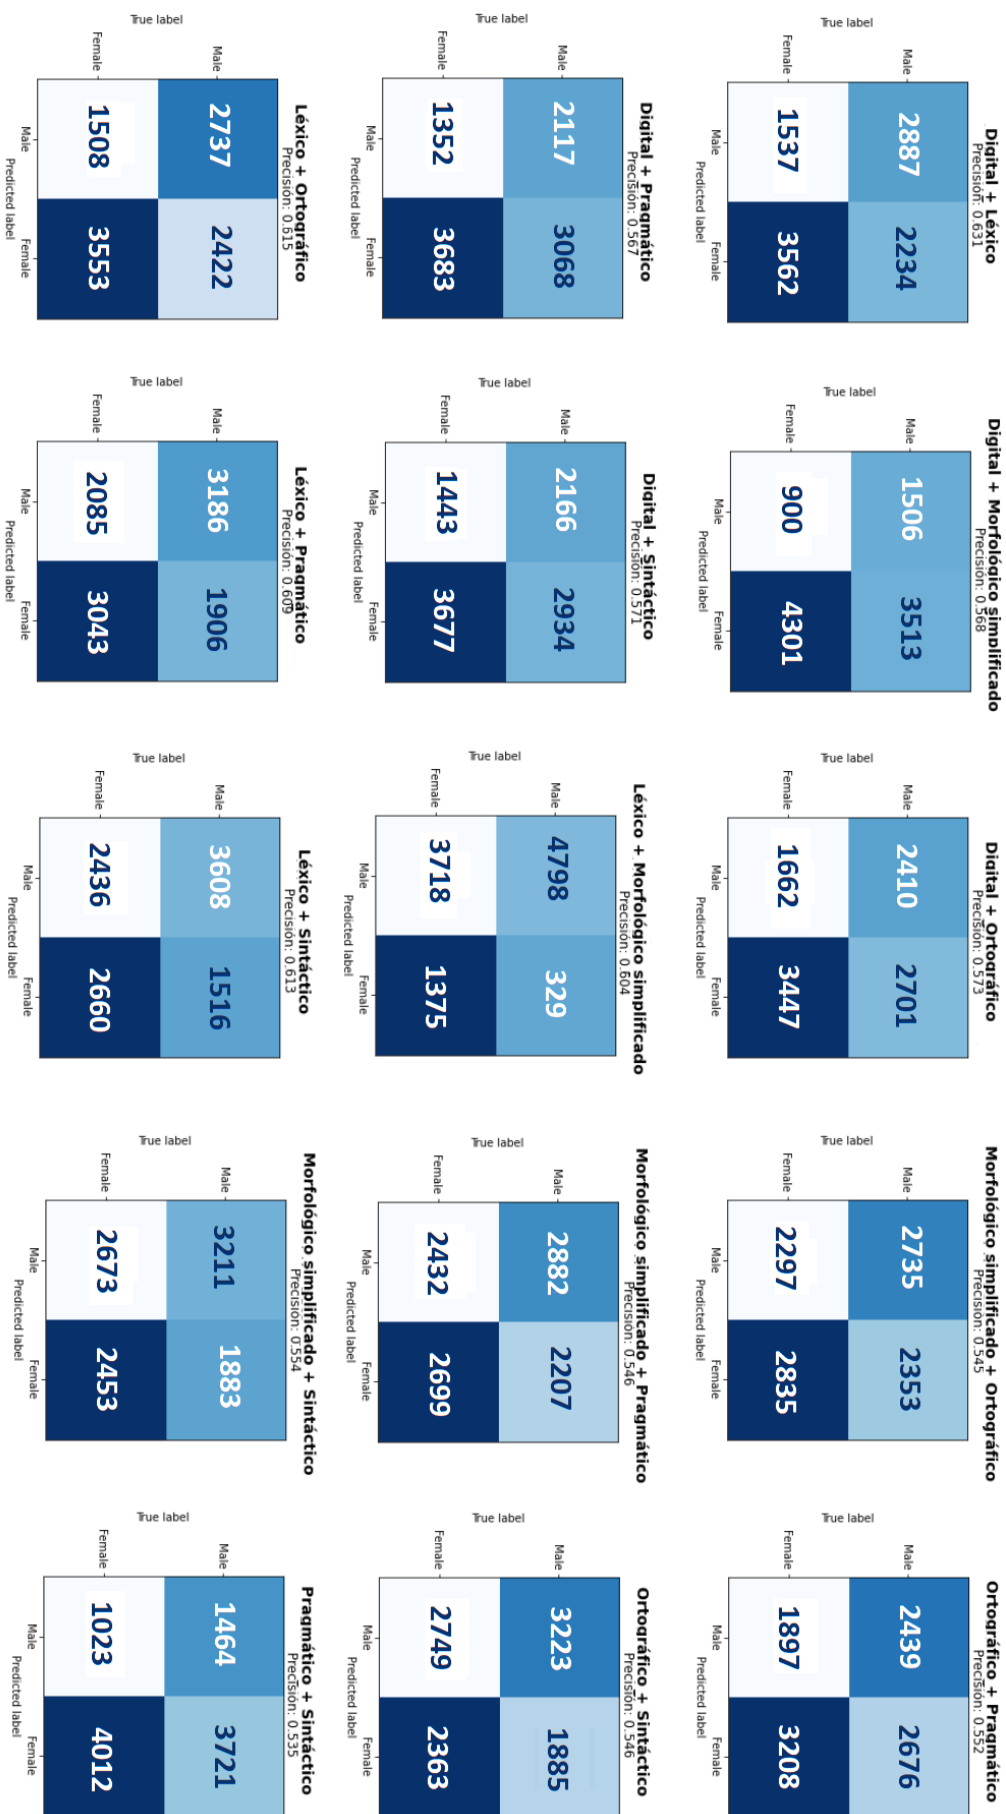 Digital + Léxico
Precisión: 0.631
True label
Male
2887 2234
Female
1537 3562
Male Female
Predicted label
Digital + Morfológico simplificado
Precisión: 0.568
True label
Male
1506 3513
Female
900 4301
Male Female
Predicted label
Digital + Ortográfico
Precisión: 0.573
True label
Male
2410 2701
Female
1662 3447
Male Female
Predicted label
Morfológico simplificado + Ortográfico
Precisión: 0.545
True label
Male
2735 2353
Female
2297 2835
Male Female
Predicted label
Ortográfico + Pragmático
Precisión: 0.552
True label
Male
2439 2676
Female
1897 3208
Male Female
Predicted label
Digital + Pragmático
Precisión: 0.567
True label
Male
2117 3068
Female
1352 3683
Male Female
Predicted label
Digital + Sintáctico
Precisión: 0.571
True label
Male
2166 2934
Female
1443 3677
Male Female
Predicted label
Léxico + Morfológico simplificado
Precisión: 0.604
True label
Male
4798 329
Female
3718 1375
Male Female
Predicted label
Morfológico simplificado + Pragmático
Precisión: 0.546
True label
Male
2882 2207
Female
2432 2699
Male Female
Predicted label
Ortográfico + Sintáctico
Precisión: 0.546
True label
Male
3223 1885
Female
2749 2363
Male Female
Predicted label
Léxico + Ortográfico
Precisión: 0.615
True label
Male
2737 2422
Female
1508 3553
Male Female
Predicted label
Léxico + Pragmático
Precisión: 0.609
True label
Male
3186 1906
Female
2085 3043
Male Female
Predicted label
Léxico + Sintáctico
Precisión: 0.613
True label
Male
3608 1516
Female
2436 2660
Male Female
Predicted label
Morfológico simplificado + Sintáctico
Precisión: 0.554
True label
Male
3211 1883
Female
2673 2453
Male Female
Predicted label
Pragmático + Sintáctico
Precisión: 0.535
True label
Male
1464 3721
Female
1023 4012
Male Female
Predicted label